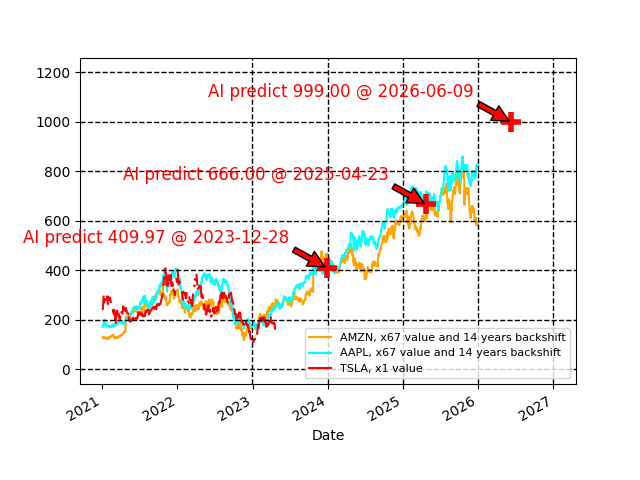 1200
AI predict 999.00 @ 2026-06-09
1000
800
AI predict 666.00 @ 2025-04-23
600
AI predict 409.97 @ 2023-12-28
400
200
0
AMZN, x67 value and 14 years backshift
AAPL, x67 value and 14 years backshift
TSLA, x1 value
2021
2022
2023
2024
2025
2026
2027
Date